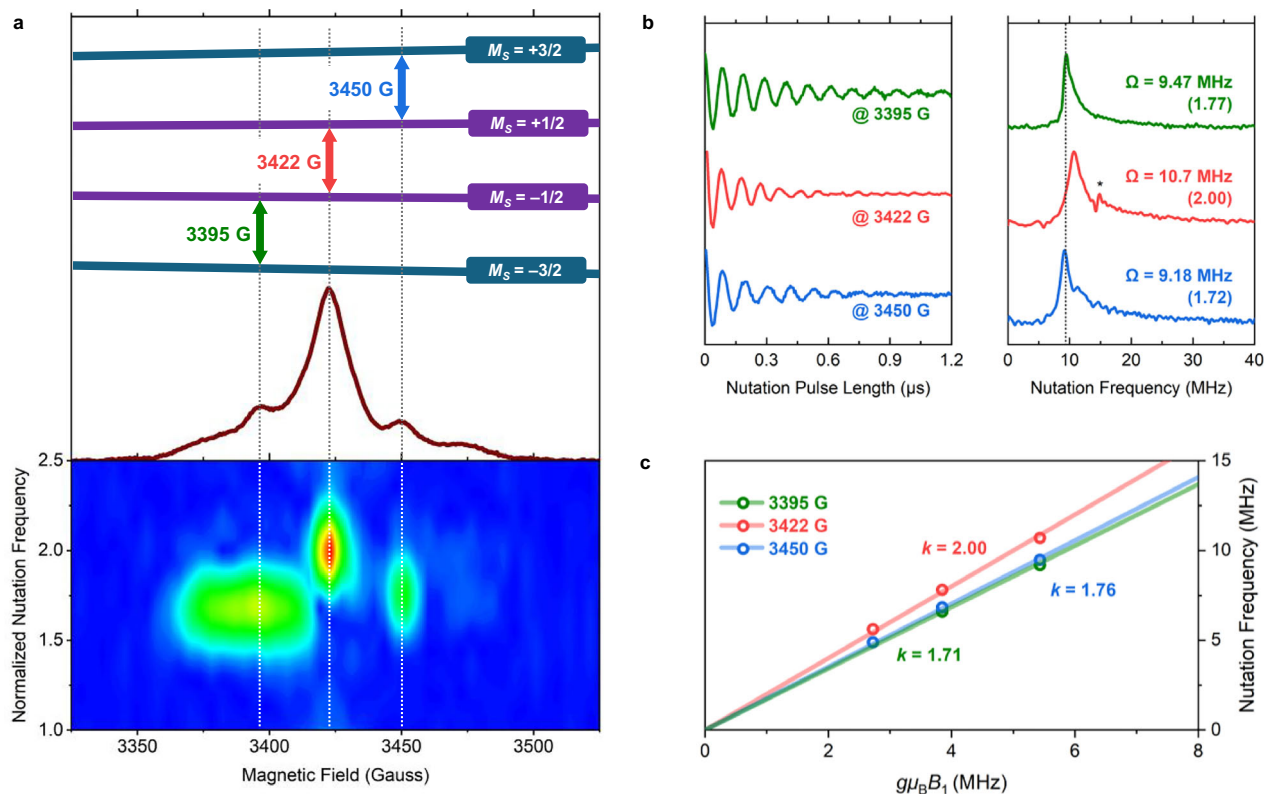 a
M_S = +3/2
3450 G
M_S = +1/2
3422 G
M_S = –1/2
3395 G
M_S = –3/2
Normalized Nutation Frequency
2.5
2.0
1.5
1.0
3350
3400
3450
3500
Magnetic Field (Gauss)
b
@ 3395 G
@ 3422 G
@ 3450 G
0
0.3
0.6
0.9
1.2
Nutation Pulse Length (µs)
Ω = 9.47 MHz
(1.77)
*
Ω = 10.7 MHz
(2.00)
Ω = 9.18 MHz
(1.72)
0
10
20
30
40
Nutation Frequency (MHz)
c
3395 G
3422 G
3450 G
k = 2.00
k = 1.76
k = 1.71
15
10
5
0
Nutation Frequency (MHz)
0
2
4
6
8
gµ_BB_1 (MHz)